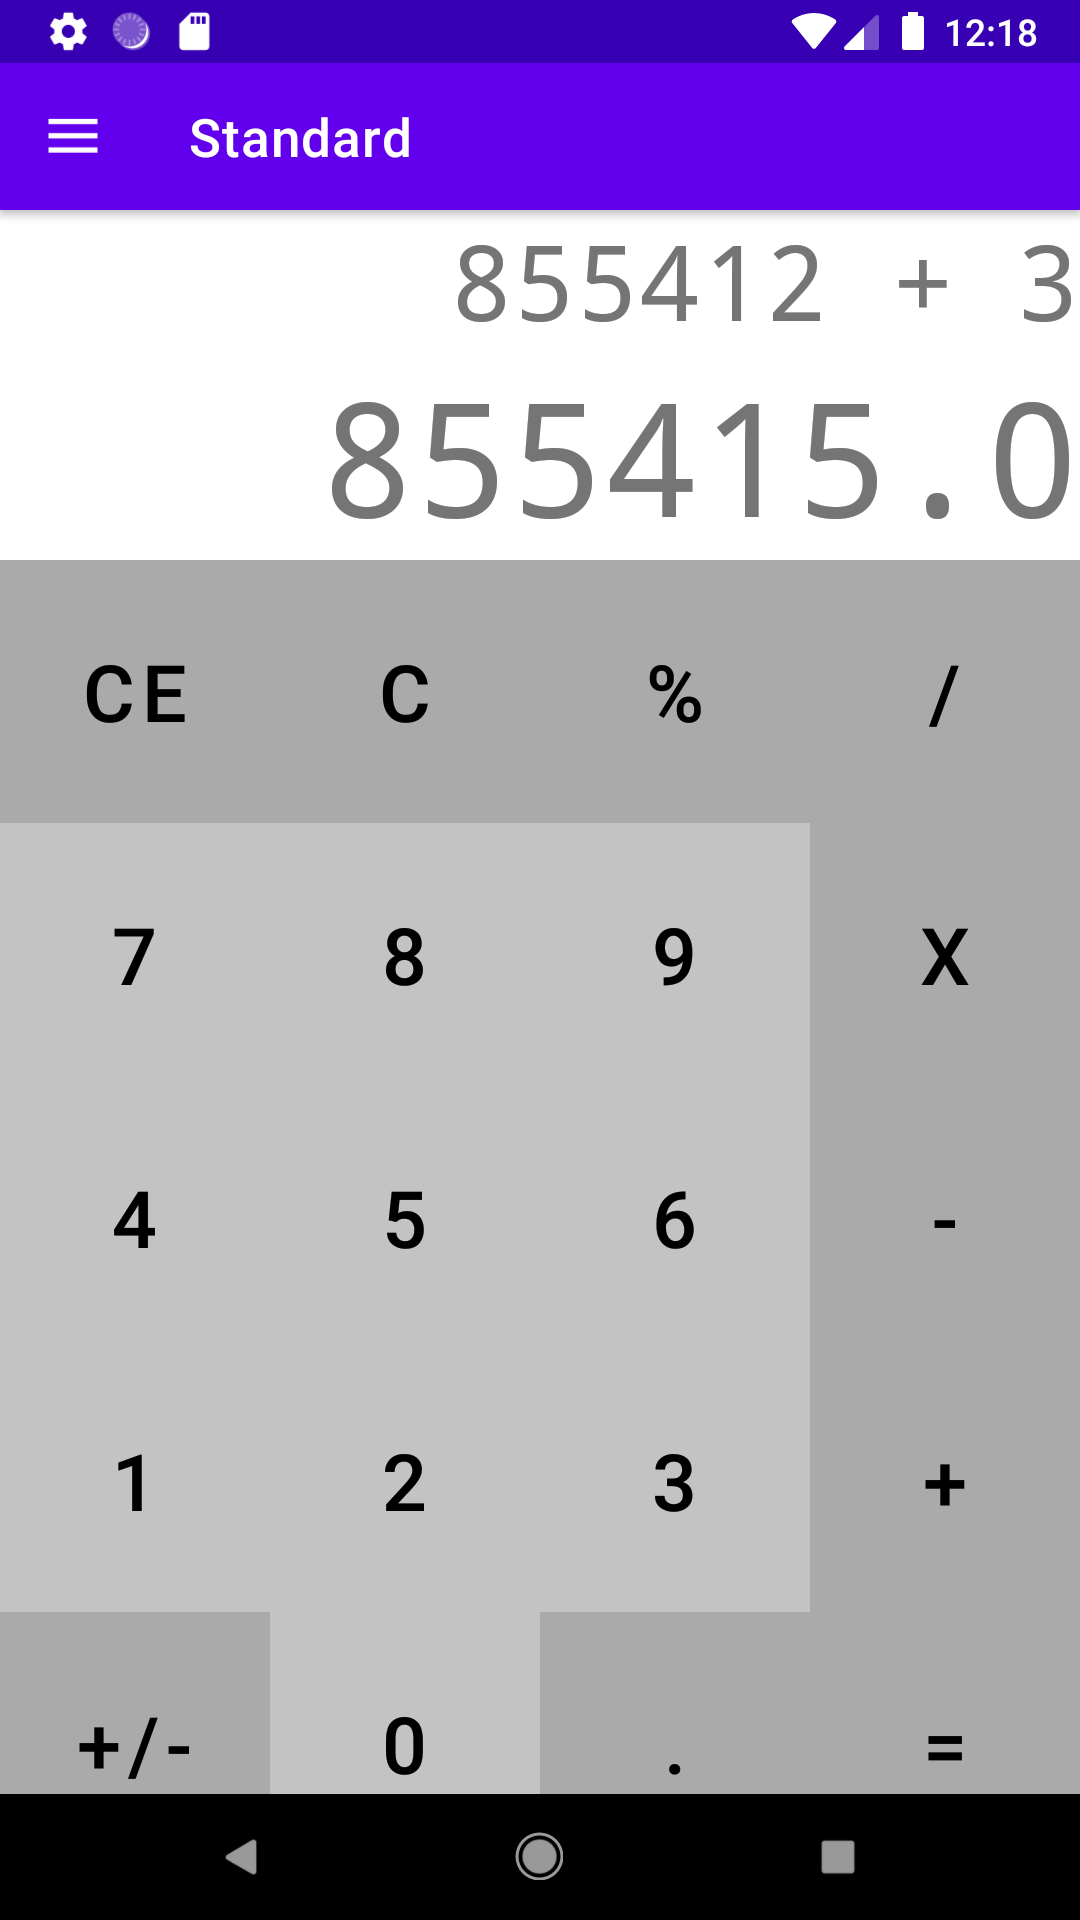 12:18
Standard
855412 + 3
855415.0
CE C % /
7 8 9 X
4 5 6 -
1 2 3 +
+/- 0 . =